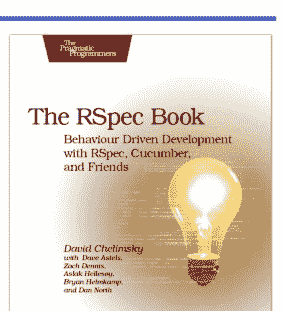 The
Pragmatic
Programmers
The RSpec Book
Behaviour Driven Development
with RSpec, Cucumber,
and Friends
David Chelimsky
with Dave Astels,
Zach Dennis,
Aslak Hellesøy,
Bryan Helmkamp,
and Dan North